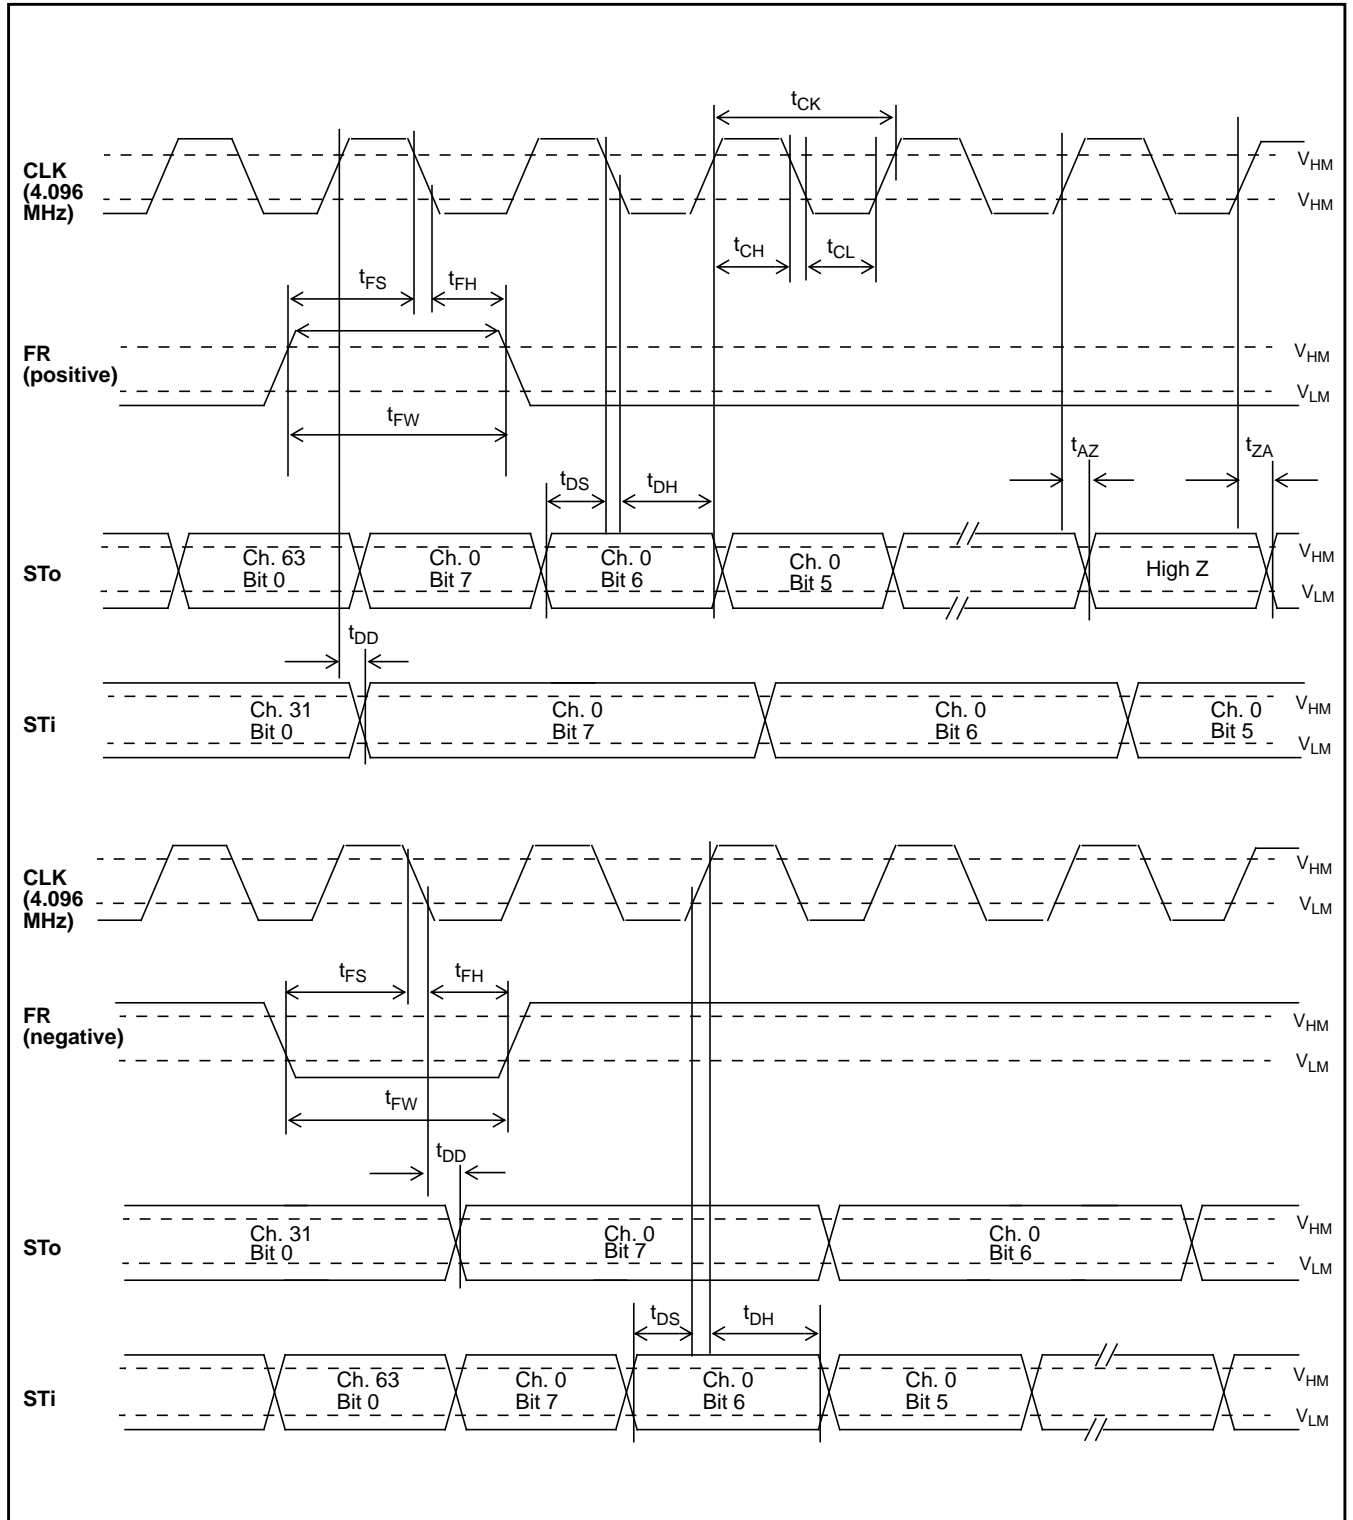 tCK
CLK
(4.096
MHz)
VHM
VHM
tCH
tCL
tFS
tFH
FR
(positive)
VHM
VLM
tFW
tAZ
tZA
tDS
tDH
STo
Ch. 63
Bit 0
Ch. 0
Bit 7
Ch. 0
Bit 6
Ch. 0
Bit 5
High Z
VHM
VLM
tDD
STi
Ch. 31
Bit 0
Ch. 0
Bit 7
Ch. 0
Bit 6
Ch. 0
Bit 5
VHM
VLM
CLK
(4.096
MHz)
VHM
VLM
tFS
tFH
FR
(negative)
VHM
VLM
tFW
tDD
STo
Ch. 31
Bit 0
Ch. 0
Bit 7
Ch. 0
Bit 6
VHM
VLM
tDS
tDH
STi
Ch. 63
Bit 0
Ch. 0
Bit 7
Ch. 0
Bit 6
Ch. 0
Bit 5
VHM
VLM